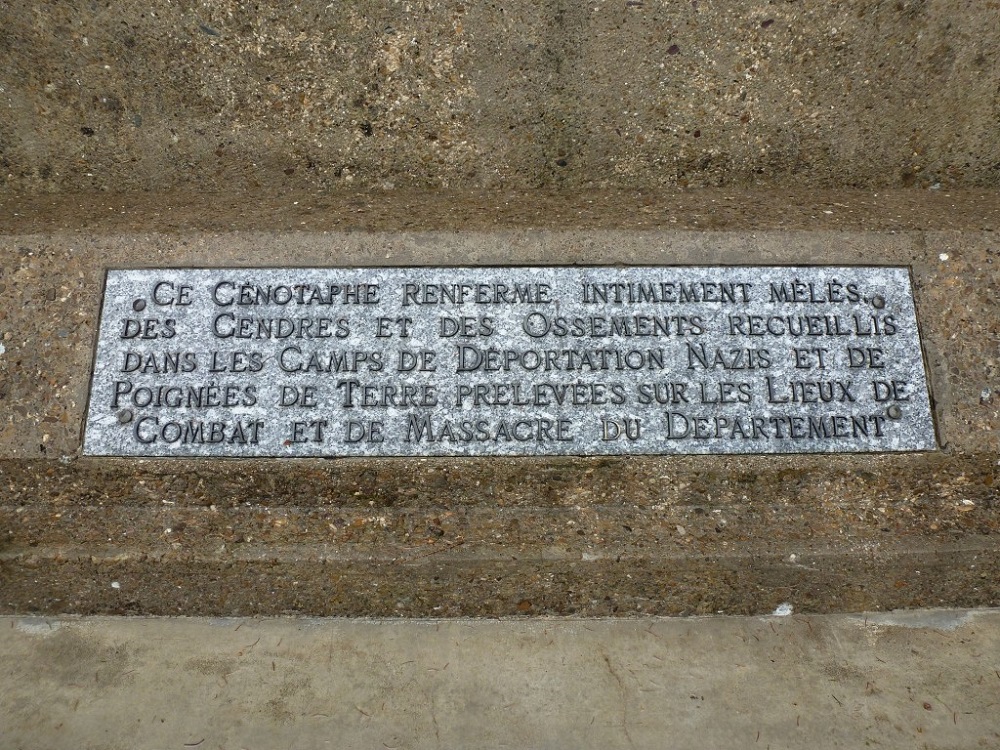 CE CÉNOTAPHE RENFERME, INTIMEMENT MÊLÉS,
DES CENDRES ET DES OSSEMENTS RECUEILLIS
DANS LES CAMPS DE DÉPORTATION NAZIS ET DE
POIGNÉES DE TERRE PRÉLEVÉES SUR LES LIEUX DE
COMBAT ET DE MASSACRE DU DÉPARTEMENT